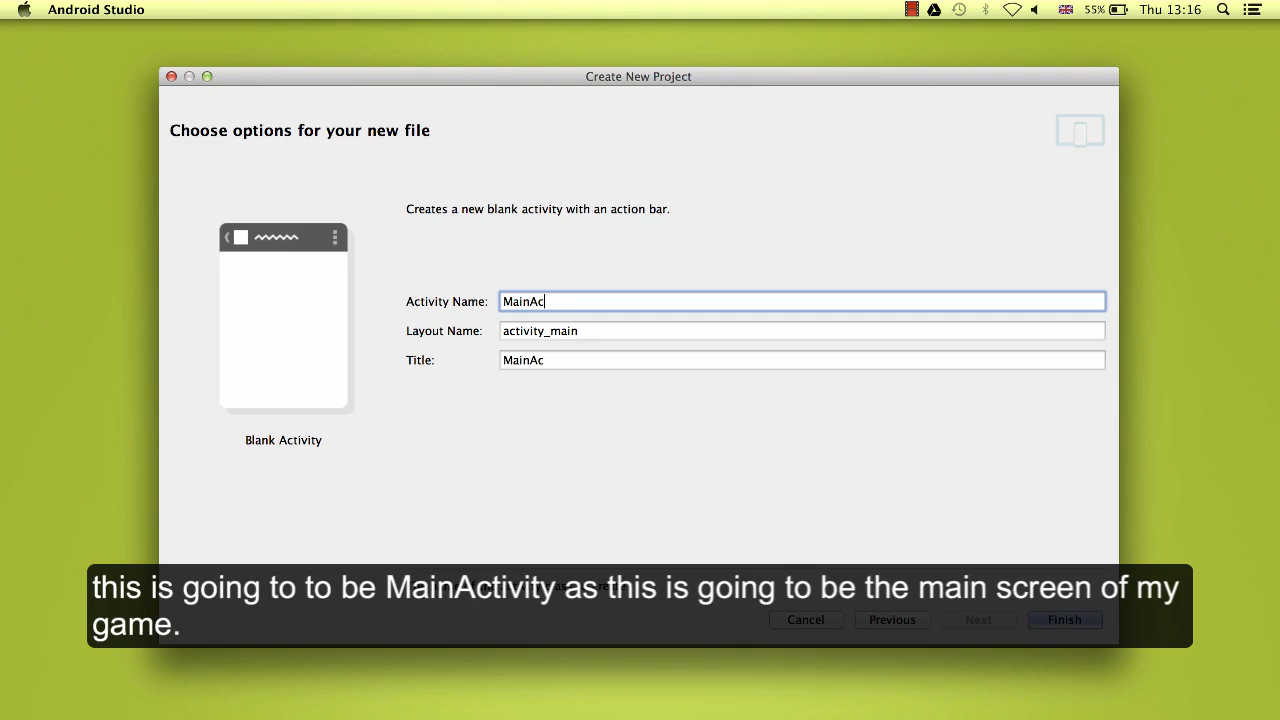 Android Studio 55% Thu 13:16
Create New Project
Choose options for your new file
Creates a new blank activity with an action bar.
Activity Name: MainAc
Layout Name: activity_main
Title: MainAc
Blank Activity
this is going to to be MainActivity as this is going to be the main screen of my
game.
Cancel Previous Next Finish